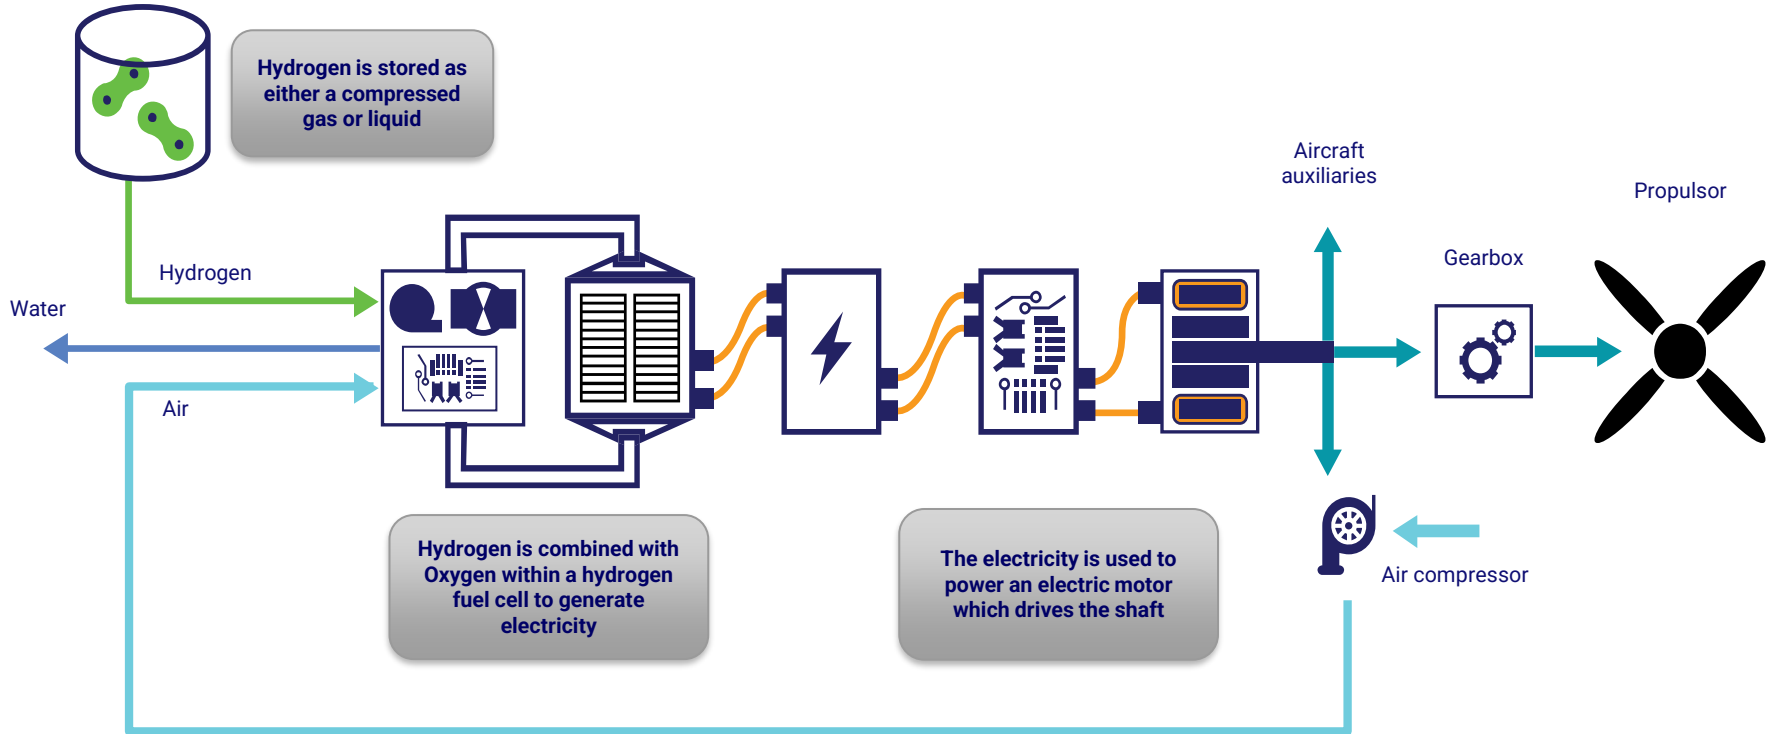 Hydrogen is stored as
either a compressed
gas or liquid
Aircraft
auxiliaries
Propulsor
Gearbox
Hydrogen
Water
Air
Hydrogen is combined with
Oxygen within a hydrogen
fuel cell to generate
electricity
The electricity is used to
power an electric motor
which drives the shaft
Air compressor